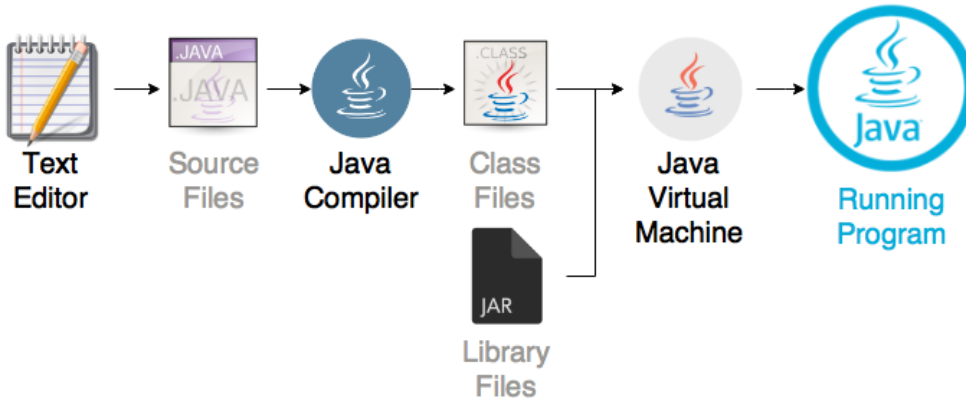 .JAVA
.JAVA
.CLASS
Java
Text
Editor
Source
Files
Java
Compiler
Class
Files
Java
Virtual
Machine
Running
Program
JAR
Library
Files